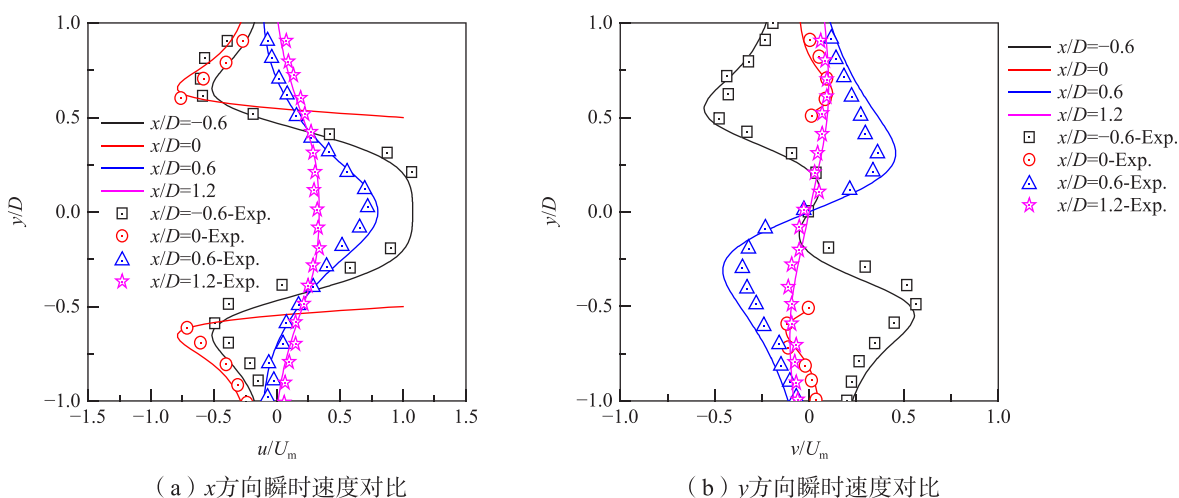 1.0
0.5
0.0
−0.5
−1.0
y/D
−1.5
−1.0
−0.5
0
0.5
1.0
1.5
u/Uₘ
x/D=−0.6
x/D=0
x/D=0.6
x/D=1.2
x/D=−0.6-Exp.
x/D=0-Exp.
x/D=0.6-Exp.
x/D=1.2-Exp.
（a）x方向瞬时速度对比
1.0
0.5
0.0
−0.5
−1.0
y/D
−1.0
−0.5
0
0.5
1.0
v/Uₘ
x/D=−0.6
x/D=0
x/D=0.6
x/D=1.2
x/D=−0.6-Exp.
x/D=0-Exp.
x/D=0.6-Exp.
x/D=1.2-Exp.
（b）y方向瞬时速度对比